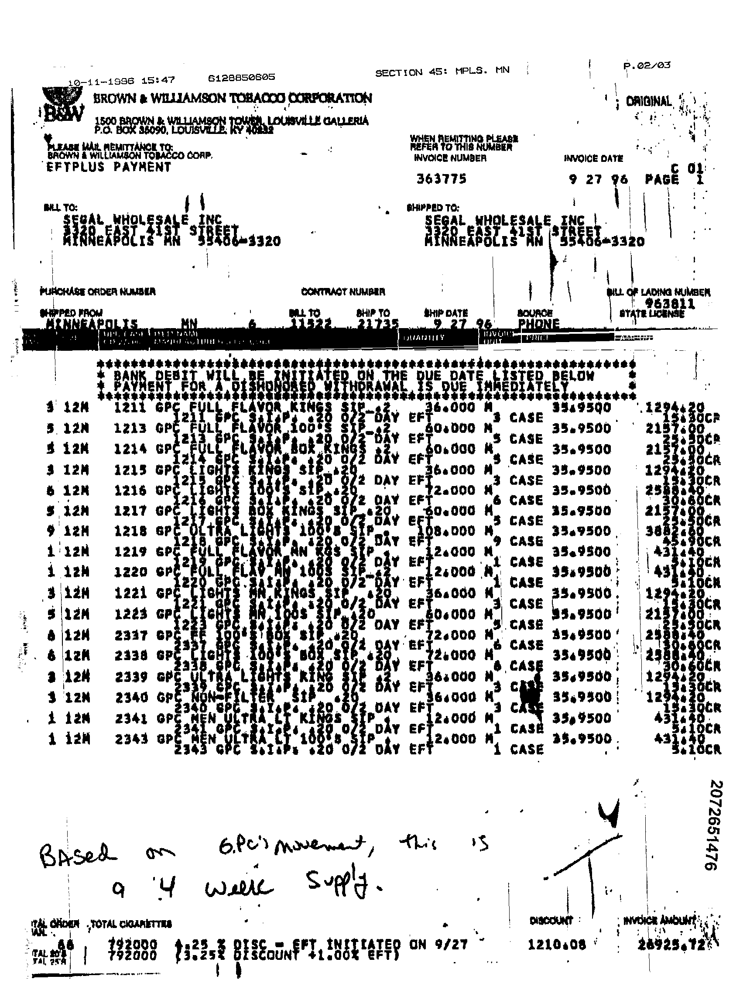 10-11-1996 15:47 6128850605 SECTION 45: MPLS. MN P.02/03
B&W BROWN & WILLIAMSON TOBACCO CORPORATION ORIGINAL
1500 BROWN & WILLIAMSON TOWER, LOUISVILLE GALLERIA
P.O. BOX 35090, LOUISVILLE, KY 40232
PLEASE MAIL REMITTANCE TO:
BROWN & WILLIAMSON TOBACCO CORP.
EFTPLUS PAYMENT
WHEN REMITTING PLEASE
REFER TO THIS NUMBER
INVOICE NUMBER INVOICE DATE
363775 9 27 96 PAGE 1
C 01
BILL TO: SHIPPED TO:
SEGAL WHOLESALE INC SEGAL WHOLESALE INC
3320 EAST 41ST STREET 3320 EAST 41ST STREET
MINNEAPOLIS MN 55406-3320 MINNEAPOLIS MN 55406-3320
PURCHASE ORDER NUMBER CONTRACT NUMBER BILL OF LADING NUMBER
963811
SHIPPED FROM BILL TO SHIP TO SHIP DATE SOURCE STATE LICENSE
MINNEAPOLIS MN 6 11522 21735 9 27 96 PHONE
QUANTITY
* BANK DEBIT WILL BE INITIATED ON THE DUE DATE LISTED BELOW *
* PAYMENT FOR A DISHONORED WITHDRAWAL IS DUE IMMEDIATELY *
3 12M 1211 GPC FULL FLAVOR KINGS SIP .2 36.000 M 35.9500 1294.20
1211 GPC S.I.P. .20 0/2 DAY EFT 3 CASE 15.30CR
5 12M 1213 GPC FULL FLAVOR 100'S SIP .2 60.000 M 35.9500 2157.00
1213 GPC S.I.P. .20 0/2 DAY EFT 5 CASE 25.50CR
5 12M 1214 GPC FULL FLAVOR BOX KINGS .2 60.000 M 35.9500 2157.00
1214 GPC S.I.P. .20 0/2 DAY EFT 5 CASE 25.50CR
3 12M 1215 GPC LIGHTS KINGS SIP .20 36.000 M 35.9500 1294.20
1215 GPC S.I.P. .20 0/2 DAY EFT 3 CASE 15.30CR
6 12M 1216 GPC LIGHTS 100'S SIP .20 72.000 M 35.9500 2588.40
1216 GPC S.I.P. .20 0/2 DAY EFT 6 CASE 30.60CR
5 12M 1217 GPC LIGHTS BOX KINGS SIP .20 60.000 M 35.9500 2157.00
1217 GPC S.I.P. .20 0/2 DAY EFT 5 CASE 25.50CR
9 12M 1218 GPC ULTRA LIGHTS 100'S SIP 108.000 M 35.9500 3882.60
1218 GPC S.I.P. .20 0/2 DAY EFT 9 CASE 45.90CR
1 12M 1219 GPC FULL FLAVOR MN KGS SIP 12.000 M 35.9500 431.40
1219 GPC S.I.P. .20 0/2 DAY EFT 1 CASE 5.10CR
1 12M 1220 GPC FULL FLV MN 100S SIP .2 12.000 M 35.9500 431.40
1220 GPC S.I.P. .20 0/2 DAY EFT 1 CASE 5.10CR
3 12M 1221 GPC LIGHTS MN KINGS SIP .20 36.000 M 35.9500 1294.20
1221 GPC S.I.P. .20 0/2 DAY EFT 3 CASE 15.30CR
5 12M 1223 GPC LIGHTS MN 100S SIP .20 60.000 M 35.9500 2157.00
1223 GPC S.I.P. .20 0/2 DAY EFT 5 CASE 25.50CR
6 12M 2337 GPC FF 100'S BOX SIP .20 72.000 M 35.9500 2588.40
2337 GPC S.I.P. .20 0/2 DAY EFT 6 CASE 30.60CR
6 12M 2338 GPC LIGHTS 100'S BOX SIP 72.000 M 35.9500 2588.40
2338 GPC S.I.P. .20 0/2 DAY EFT 6 CASE 30.60CR
3 12M 2339 GPC ULTRA LIGHTS KING SIP 36.000 M 35.9500 1294.20
2339 GPC S.I.P. .20 0/2 DAY EFT 3 CASE 15.30CR
3 12M 2340 GPC NON-FILTER SIP .20 36.000 M 35.9500 1294.20
2340 GPC S.I.P. .20 0/2 DAY EFT 3 CASE 15.30CR
1 12M 2341 GPC MEN ULTRA LT KINGS SIP 12.000 M 35.9500 431.40
2341 GPC S.I.P. .20 0/2 DAY EFT 1 CASE 5.10CR
1 12M 2343 GPC MEN ULTRA LT 100'S SIP 12.000 M 35.9500 431.40
2343 GPC S.I.P. .20 0/2 DAY EFT 1 CASE 5.10CR
2072651476
BASed on G.P.C's movement, this is
a 4 week supply.
TOTAL CIGARETTES DISCOUNT INVOICE AMOUNT
66 792000 4.25 % DISC - EFT INITIATED ON 9/27 1210.08 26925.72
792000 (3.25% DISCOUNT +1.00% EFT)